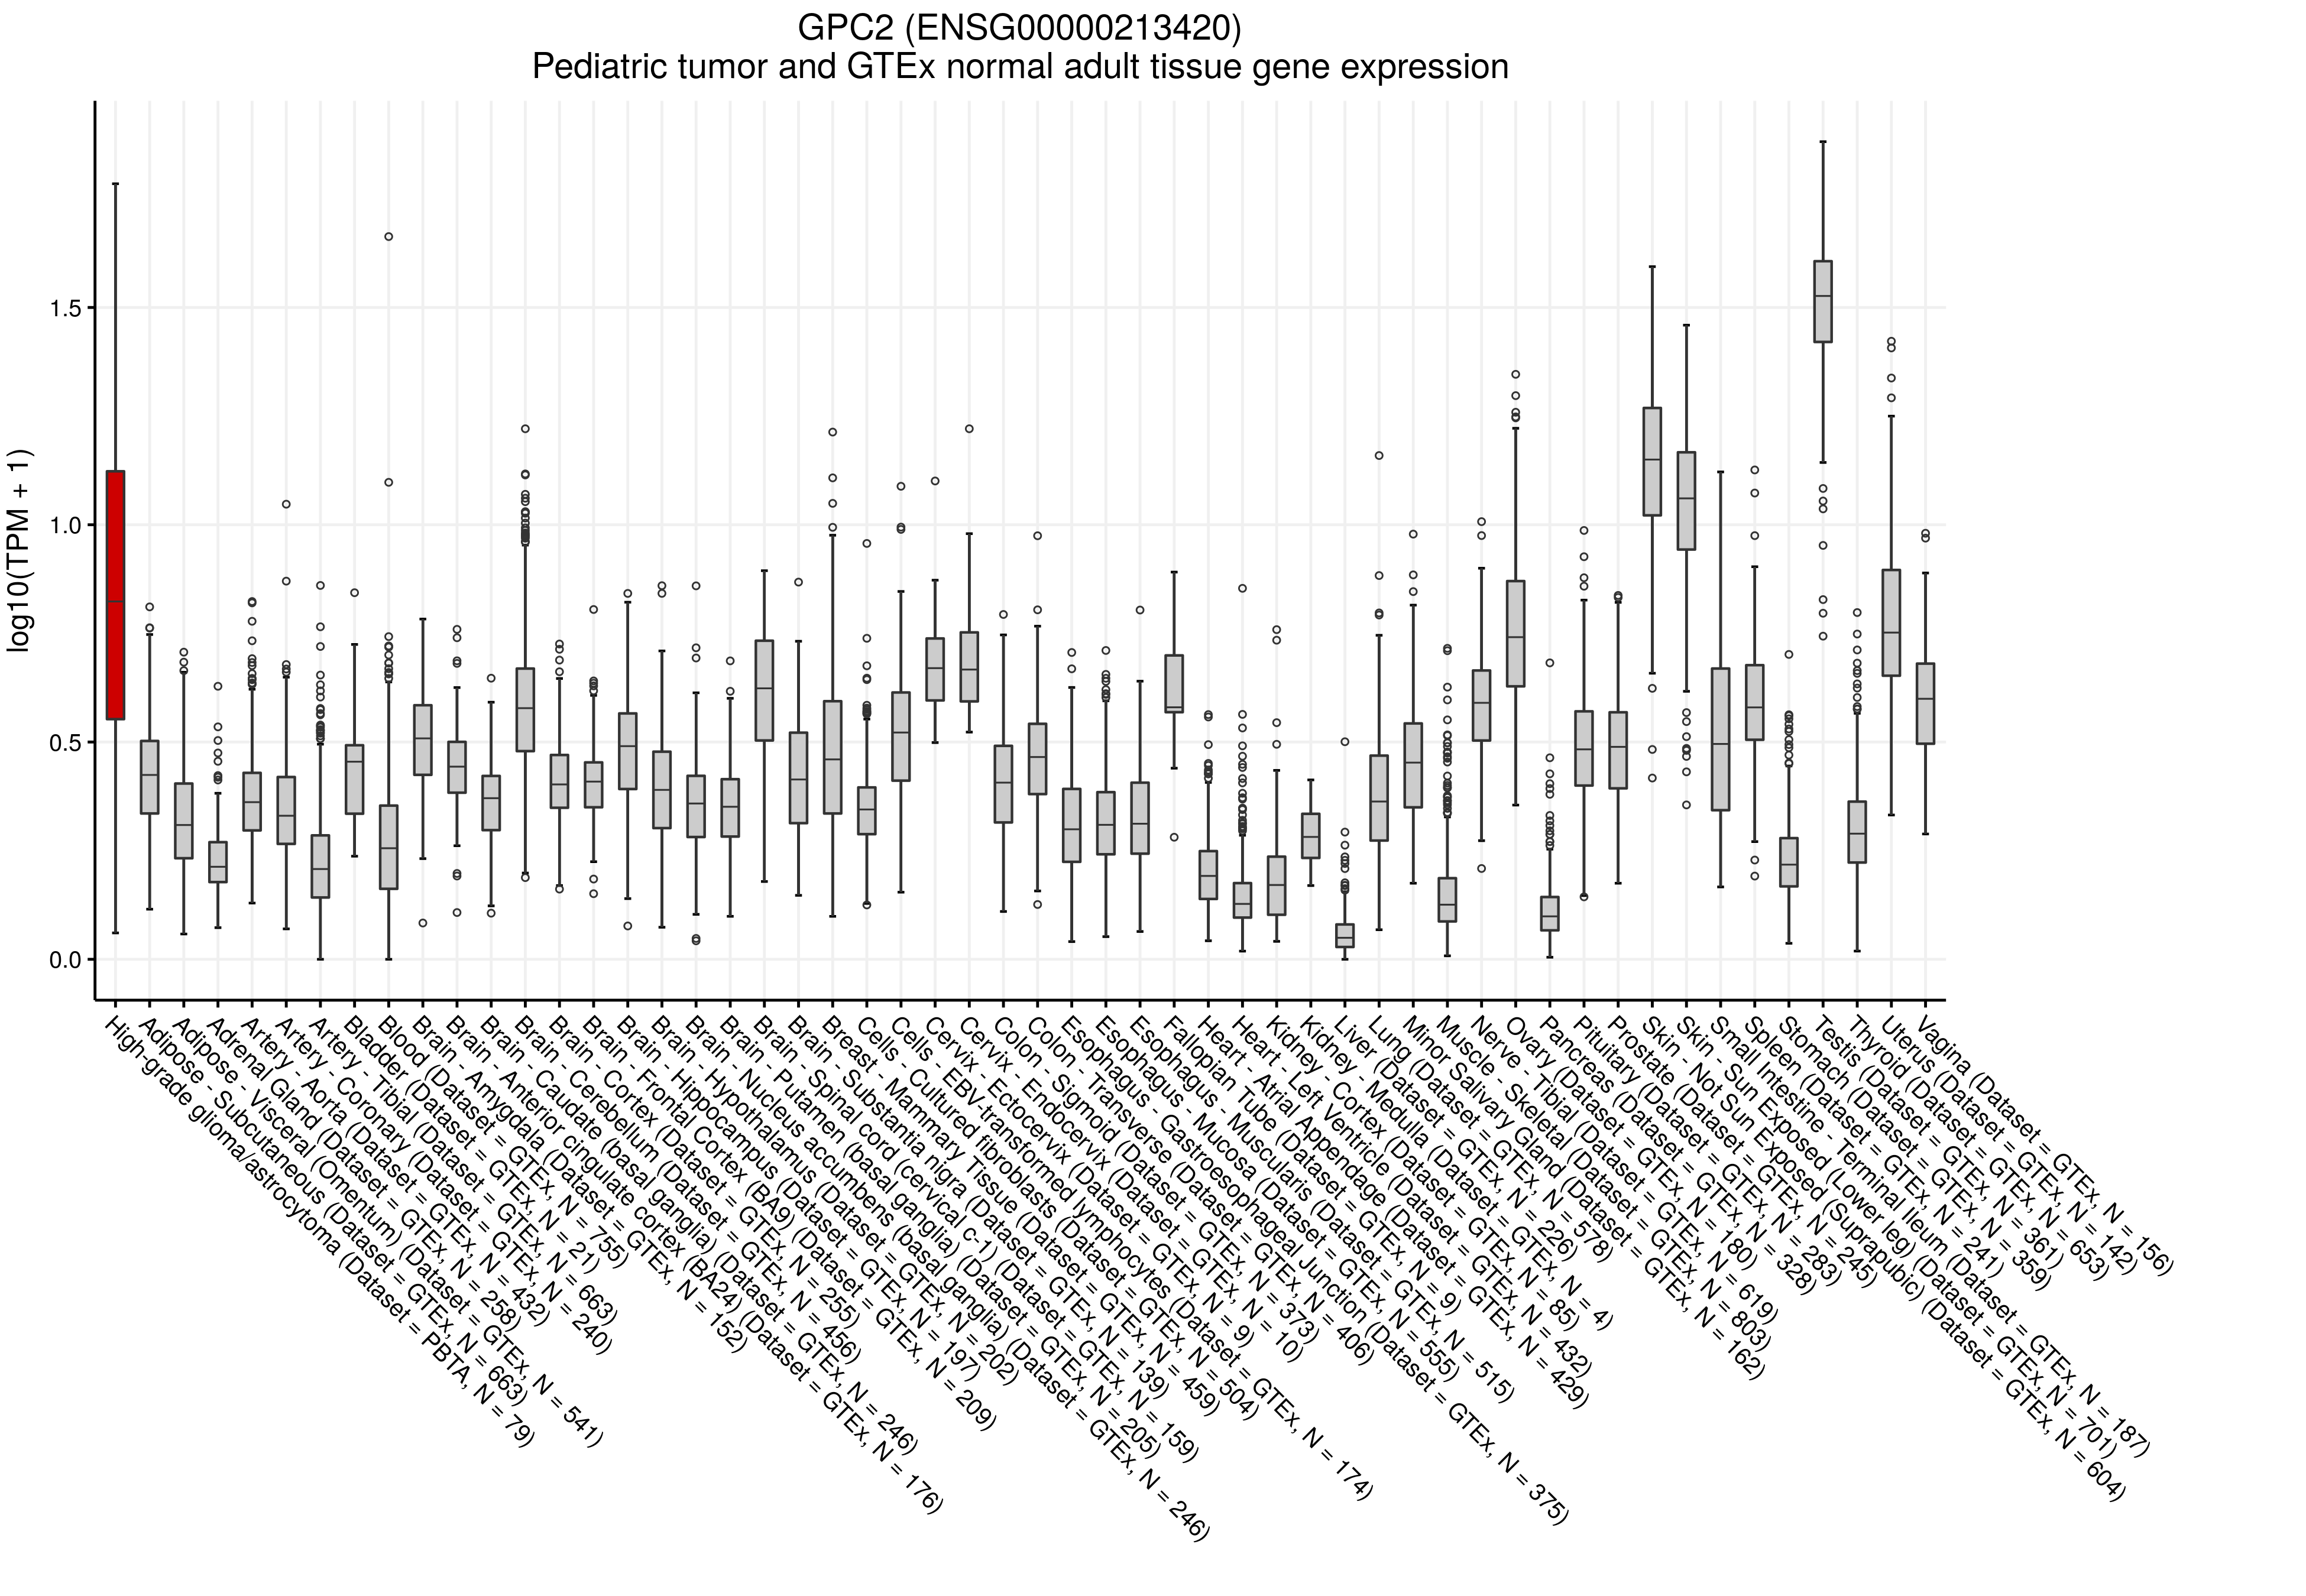 GPC2 (ENSG00000213420)
Pediatric tumor and GTEx normal adult tissue gene expression
log10(TPM + 1)
1.5
1.0
0.5
0.0
High-grade glioma/astrocytoma (Dataset = PBTA, N = 79)
Adipose - Subcutaneous (Dataset = GTEx, N = 663)
Adipose - Visceral (Omentum) (Dataset = GTEx, N = 541)
Adrenal Gland (Dataset = GTEx, N = 258)
Artery - Aorta (Dataset = GTEx, N = 432)
Artery - Coronary (Dataset = GTEx, N = 240)
Artery - Tibial (Dataset = GTEx, N = 663)
Bladder (Dataset = GTEx, N = 21)
Blood (Dataset = GTEx, N = 755)
Brain - Amygdala (Dataset = GTEx, N = 152)
Brain - Anterior cingulate cortex (BA24) (Dataset = GTEx, N = 176)
Brain - Caudate (basal ganglia) (Dataset = GTEx, N = 246)
Brain - Cerebellum (Dataset = GTEx, N = 456)
Brain - Cortex (Dataset = GTEx, N = 255)
Brain - Frontal Cortex (BA9) (Dataset = GTEx, N = 209)
Brain - Hippocampus (Dataset = GTEx, N = 197)
Brain - Hypothalamus (Dataset = GTEx, N = 202)
Brain - Nucleus accumbens (basal ganglia) (Dataset = GTEx, N = 246)
Brain - Putamen (basal ganglia) (Dataset = GTEx, N = 205)
Brain - Spinal cord (cervical c-1) (Dataset = GTEx, N = 159)
Brain - Substantia nigra (Dataset = GTEx, N = 139)
Breast - Mammary Tissue (Dataset = GTEx, N = 459)
Cells - Cultured fibroblasts (Dataset = GTEx, N = 504)
Cells - EBV-transformed lymphocytes (Dataset = GTEx, N = 174)
Cervix - Ectocervix (Dataset = GTEx, N = 9)
Cervix - Endocervix (Dataset = GTEx, N = 10)
Colon - Sigmoid (Dataset = GTEx, N = 373)
Colon - Transverse (Dataset = GTEx, N = 406)
Esophagus - Gastroesophageal Junction (Dataset = GTEx, N = 375)
Esophagus - Mucosa (Dataset = GTEx, N = 555)
Esophagus - Muscularis (Dataset = GTEx, N = 515)
Fallopian Tube (Dataset = GTEx, N = 9)
Heart - Atrial Appendage (Dataset = GTEx, N = 429)
Heart - Left Ventricle (Dataset = GTEx, N = 432)
Kidney - Cortex (Dataset = GTEx, N = 85)
Kidney - Medulla (Dataset = GTEx, N = 4)
Liver (Dataset = GTEx, N = 226)
Lung (Dataset = GTEx, N = 578)
Minor Salivary Gland (Dataset = GTEx, N = 162)
Muscle - Skeletal (Dataset = GTEx, N = 803)
Nerve - Tibial (Dataset = GTEx, N = 619)
Ovary (Dataset = GTEx, N = 180)
Pancreas (Dataset = GTEx, N = 328)
Pituitary (Dataset = GTEx, N = 283)
Prostate (Dataset = GTEx, N = 245)
Skin - Not Sun Exposed (Suprapubic) (Dataset = GTEx, N = 604)
Skin - Sun Exposed (Lower leg) (Dataset = GTEx, N = 701)
Small Intestine - Terminal Ileum (Dataset = GTEx, N = 187)
Spleen (Dataset = GTEx, N = 241)
Stomach (Dataset = GTEx, N = 359)
Testis (Dataset = GTEx, N = 361)
Thyroid (Dataset = GTEx, N = 653)
Uterus (Dataset = GTEx, N = 142)
Vagina (Dataset = GTEx, N = 156)